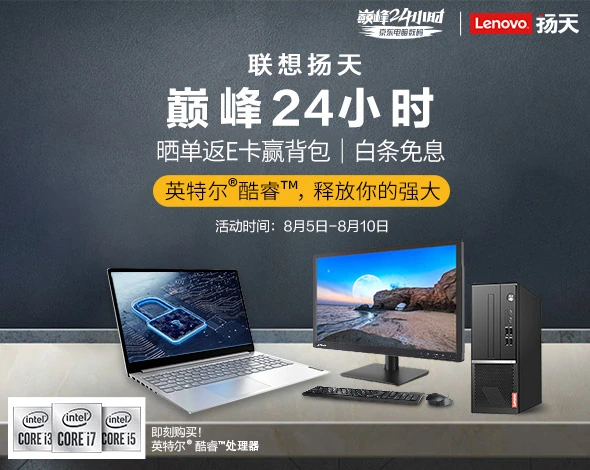 巅峰24小时
京东电脑数码
Lenovo 扬天
联想扬天
巅峰24小时
晒单返E卡赢背包｜白条免息
英特尔®酷睿™，释放你的强大
活动时间：8月5日-8月10日
Lenovo
intel intel intel
CORE i3 CORE i7 CORE i5
即刻购买！
英特尔®酷睿™处理器